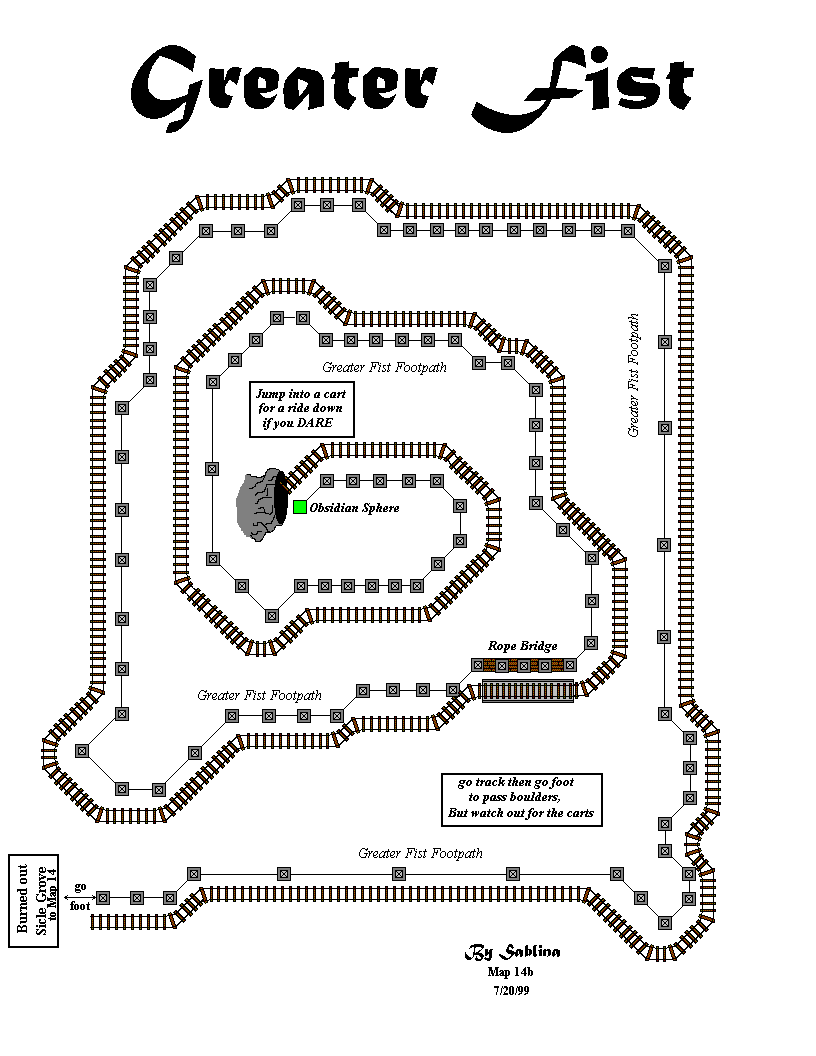 Greater Fist
Greater Fist Footpath
Greater Fist Footpath
Jump into a cart
for a ride down
if you DARE
Obsidian Sphere
Rope Bridge
Greater Fist Footpath
go track then go foot
to pass boulders,
But watch out for the carts
Greater Fist Footpath
Burned out
Sicle Grove
to Map 14
go
foot
By Sablina
Map 14b
7/20/99